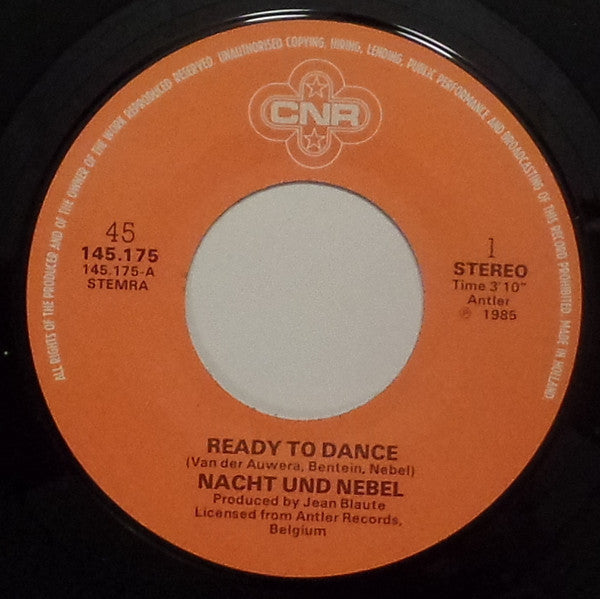 ALL RIGHTS OF THE PRODUCER AND OF THE OWNER OF THE WORK REPRODUCED RESERVED. UNAUTHORISED COPYING, HIRING, LENDING, PUBLIC PERFORMANCE AND BROADCASTING OF THIS RECORD PROHIBITED. MADE IN HOLLAND.
CNR
45
145.175
145.175-A
STEMRA
1
STEREO
Time 3'10"
Antler
℗ 1985
READY TO DANCE
(Van der Auwera, Bentein, Nebel)
NACHT UND NEBEL
Produced by Jean Blaute
Licensed from Antler Records,
Belgium